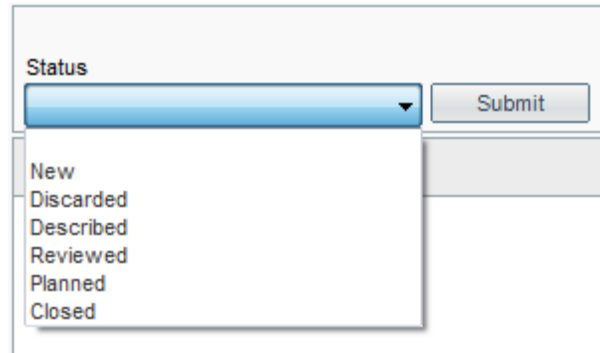 Status
Submit
New
Discarded
Described
Reviewed
Planned
Closed